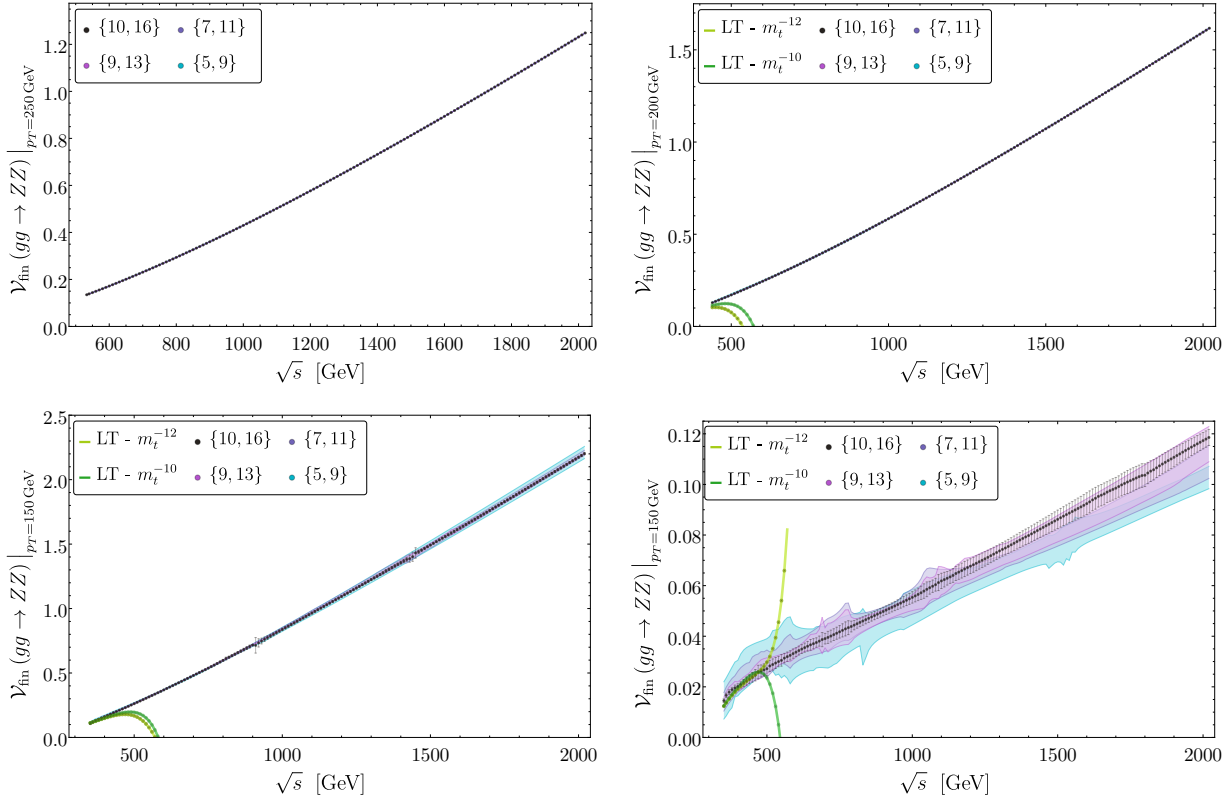 {10, 16} {7, 11}
{9, 13} {5, 9}
𝒱_fin (gg → ZZ) |_{p_T=250 GeV}
1.2
1.0
0.8
0.6
0.4
0.2
0.0
600 800 1000 1200 1400 1600 1800 2000
√s [GeV]
LT - m_t^{-12} {10, 16} {7, 11}
LT - m_t^{-10} {9, 13} {5, 9}
𝒱_fin (gg → ZZ) |_{p_T=200 GeV}
1.5
1.0
0.5
0.0
500 1000 1500 2000
√s [GeV]
LT - m_t^{-12} {10, 16} {7, 11}
LT - m_t^{-10} {9, 13} {5, 9}
𝒱_fin (gg → ZZ) |_{p_T=150 GeV}
2.5
2.0
1.5
1.0
0.5
0.0
500 1000 1500 2000
√s [GeV]
LT - m_t^{-12} {10, 16} {7, 11}
LT - m_t^{-10} {9, 13} {5, 9}
𝒱_fin (gg → ZZ) |_{p_T=150 GeV}
0.12
0.10
0.08
0.06
0.04
0.02
0.00
500 1000 1500 2000
√s [GeV]